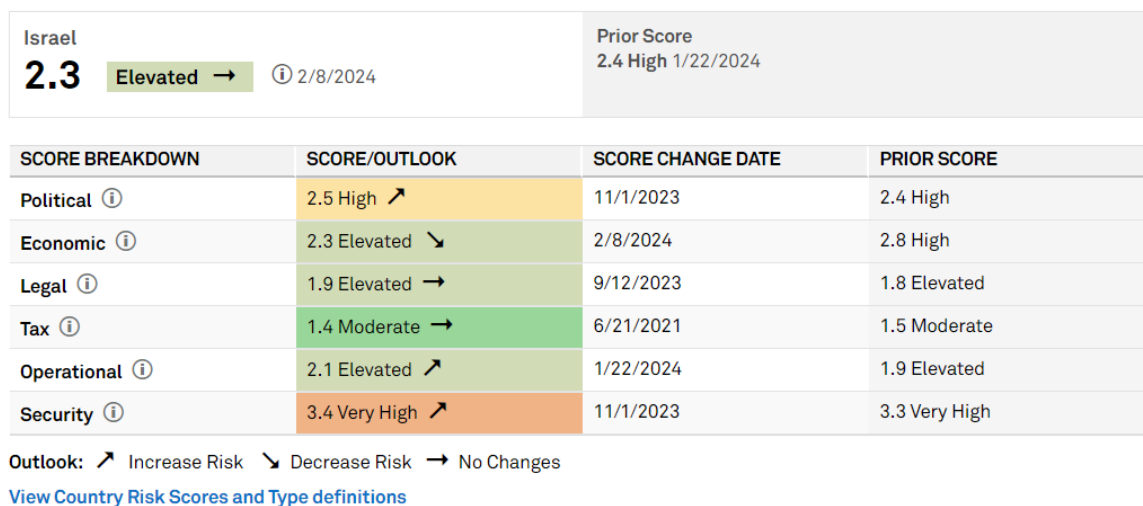 Israel
2.3 Elevated → ⓘ 2/8/2024
Prior Score
2.4 High 1/22/2024
SCORE BREAKDOWN SCORE/OUTLOOK SCORE CHANGE DATE PRIOR SCORE
Political ⓘ 2.5 High ↗ 11/1/2023 2.4 High
Economic ⓘ 2.3 Elevated ↘ 2/8/2024 2.8 High
Legal ⓘ 1.9 Elevated → 9/12/2023 1.8 Elevated
Tax ⓘ 1.4 Moderate → 6/21/2021 1.5 Moderate
Operational ⓘ 2.1 Elevated ↗ 1/22/2024 1.9 Elevated
Security ⓘ 3.4 Very High ↗ 11/1/2023 3.3 Very High
Outlook: ↗ Increase Risk ↘ Decrease Risk → No Changes
View Country Risk Scores and Type definitions